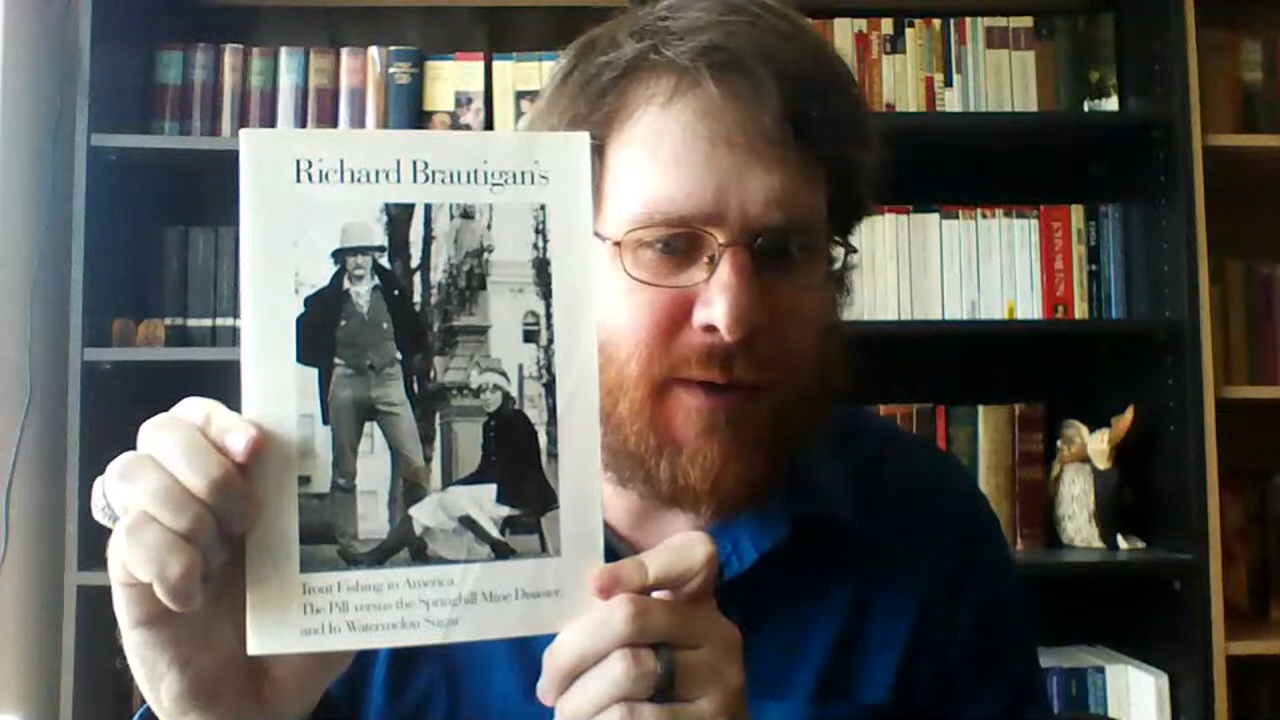 Richard Brautigan's
Trout Fishing in America
The Pill versus the Springhill Mine Disaster,
and In Watermelon Sugar